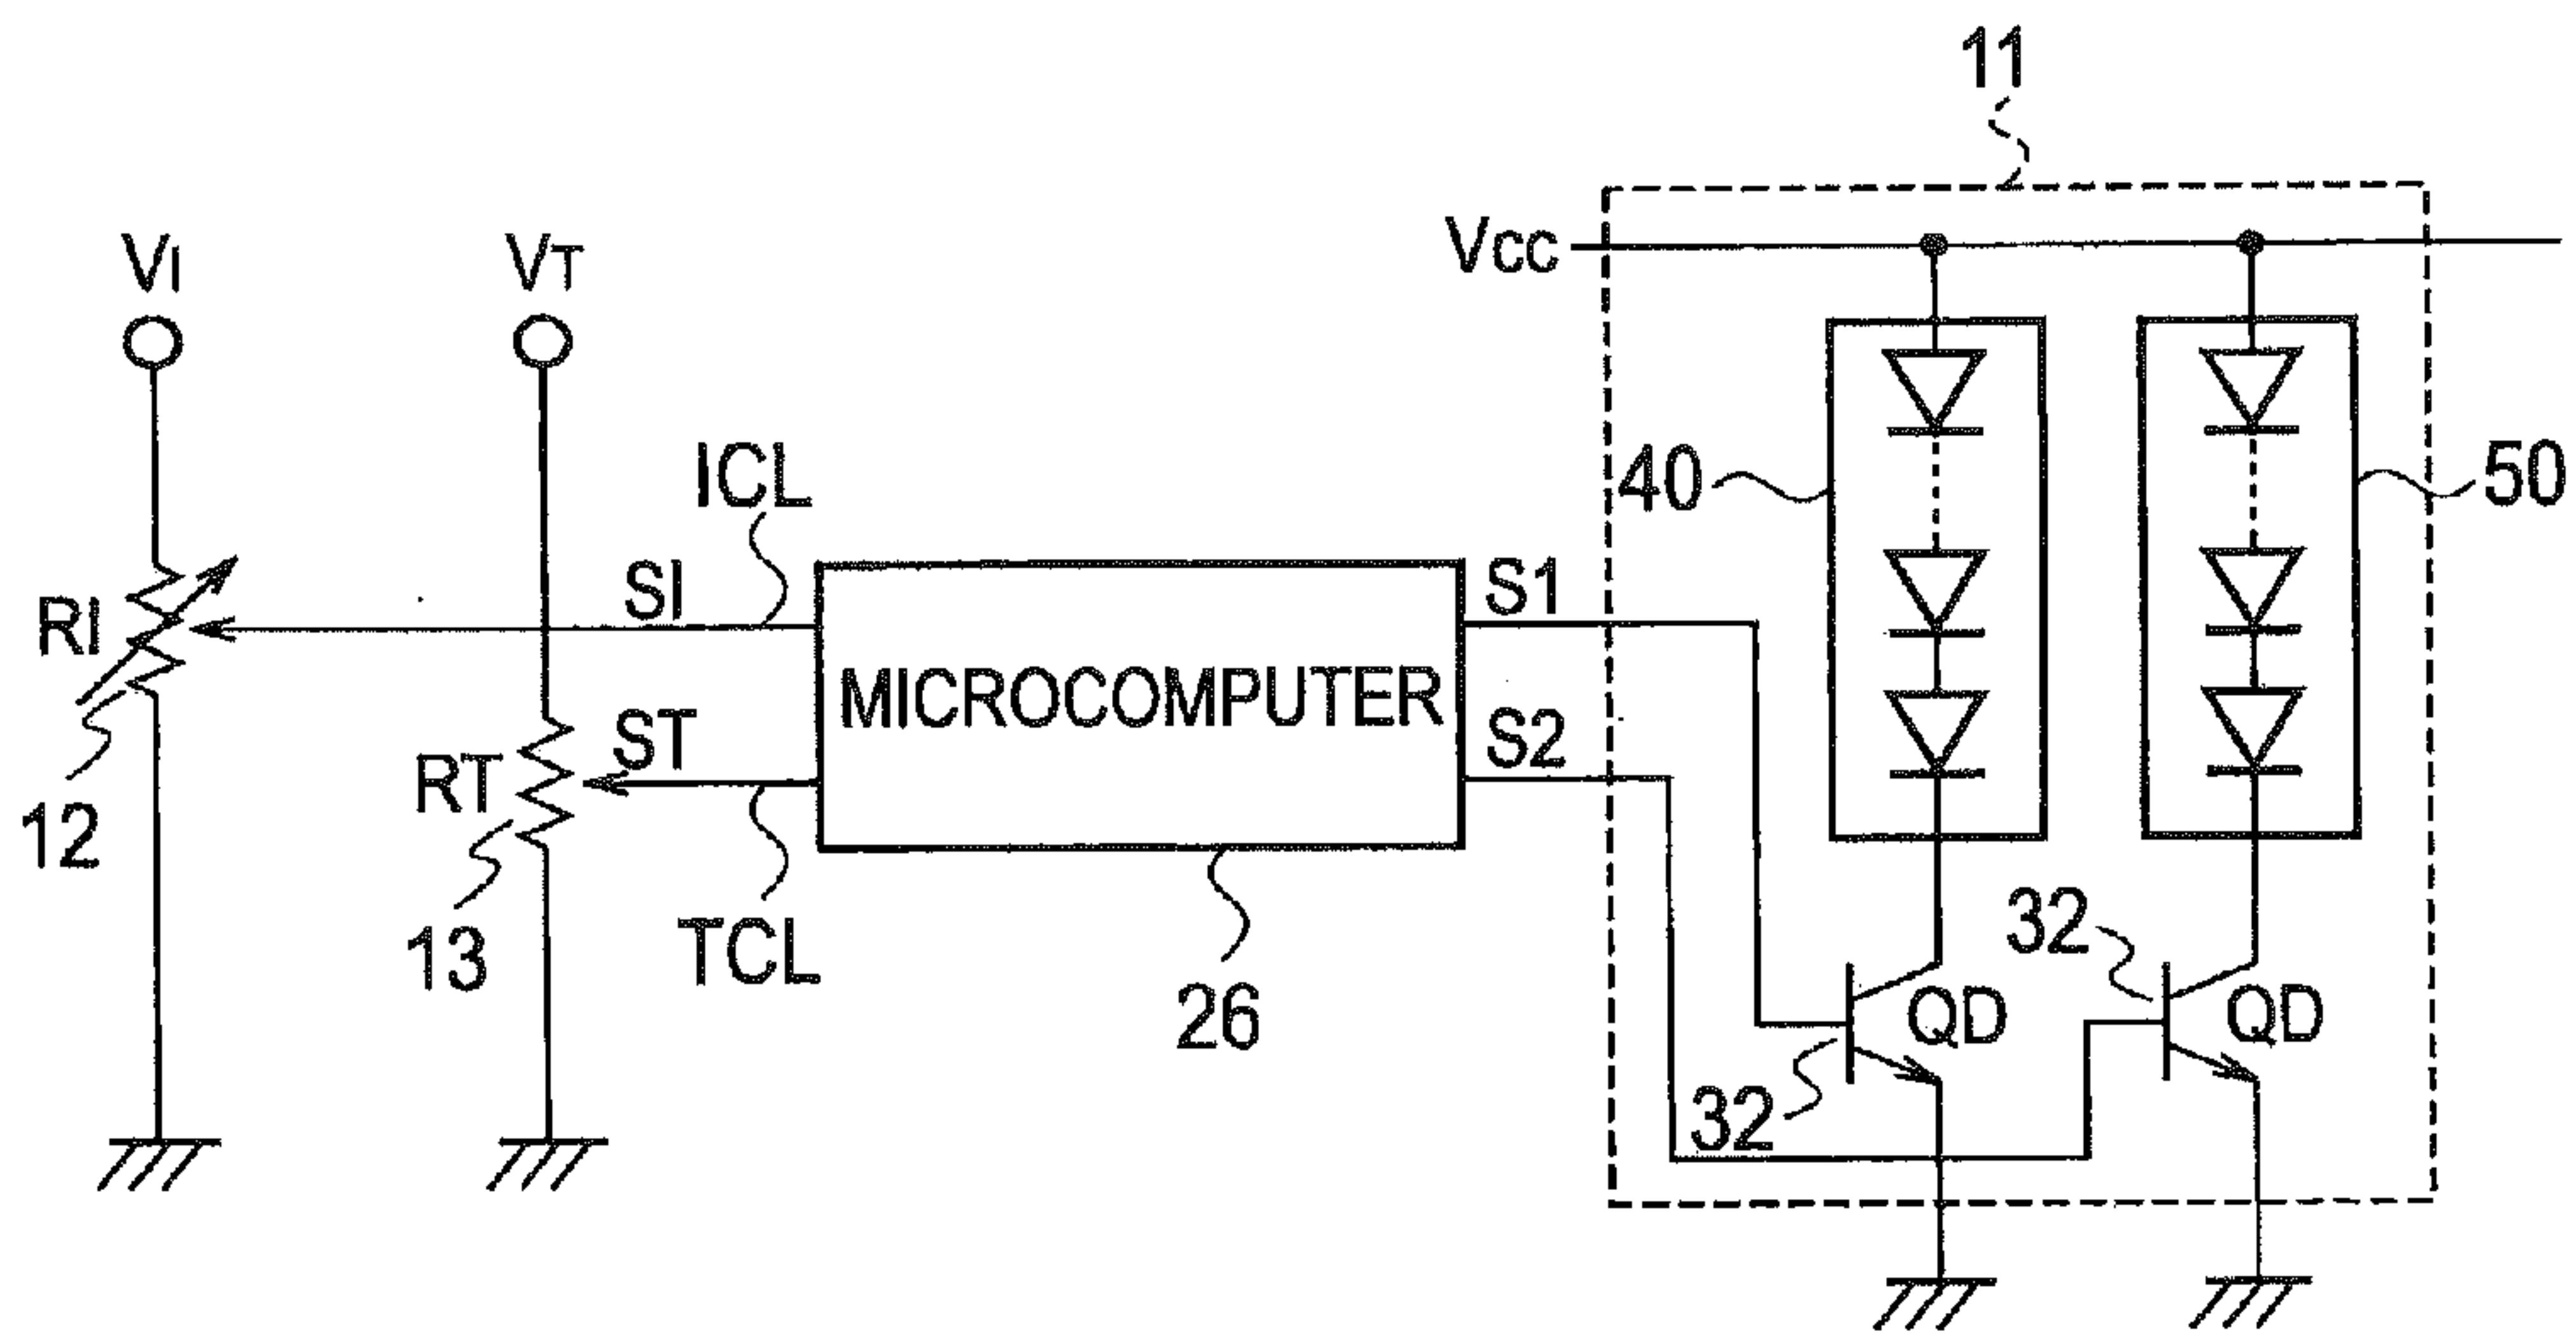 11
VCC
VI
VT
ICL
40
50
SI
S1
RI
MICROCOMPUTER
ST
S2
RT
12
13
TCL
32
26
QD
QD
32